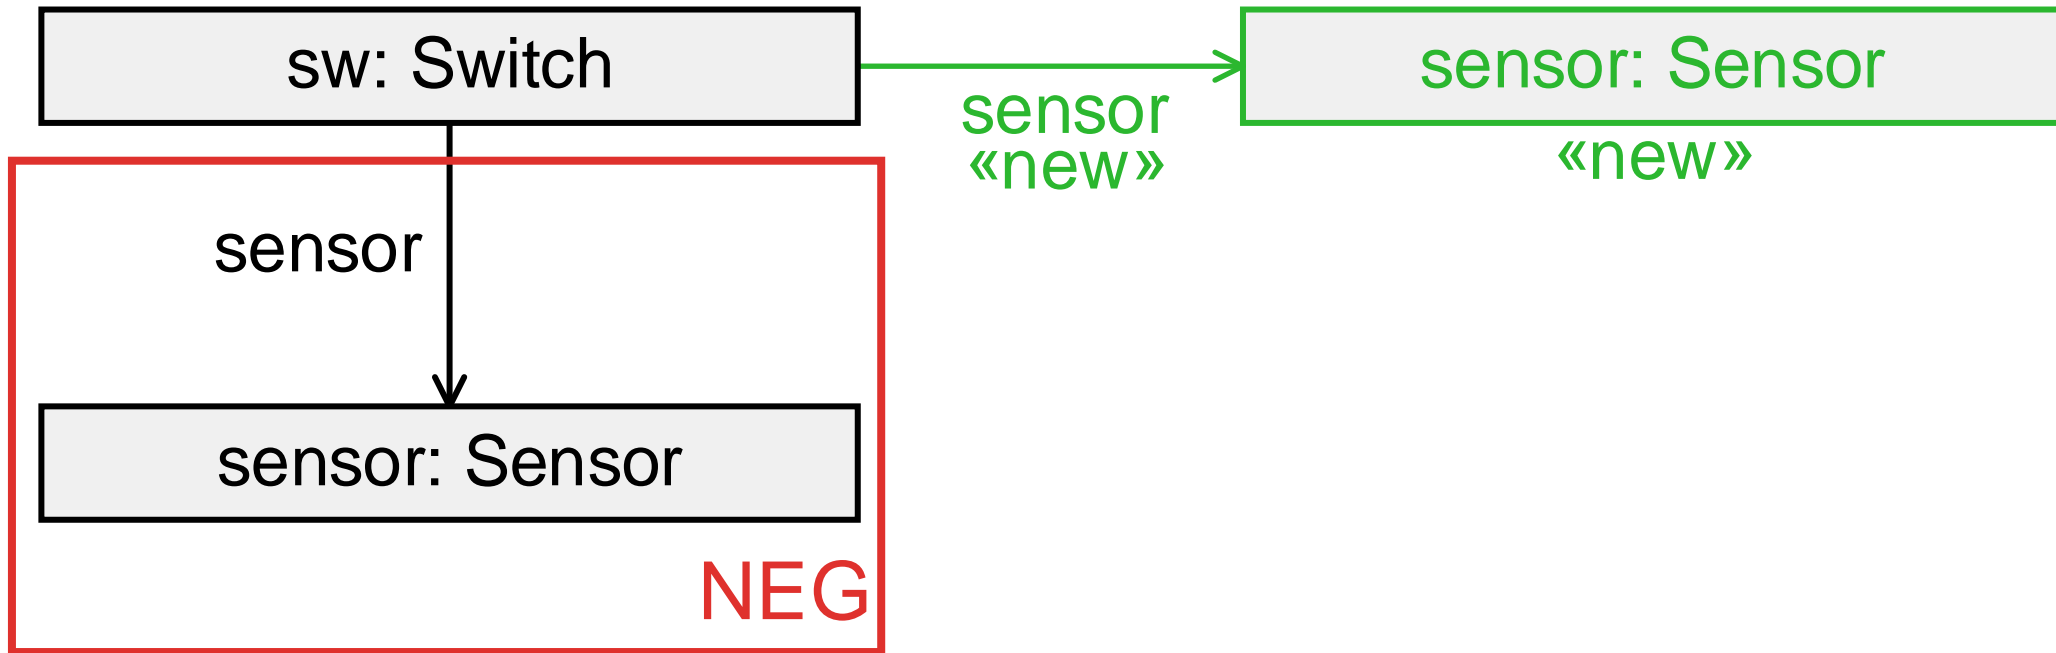 sw: Switch
sensor: Sensor
sensor
«new»
«new»
sensor
sensor: Sensor
NEG